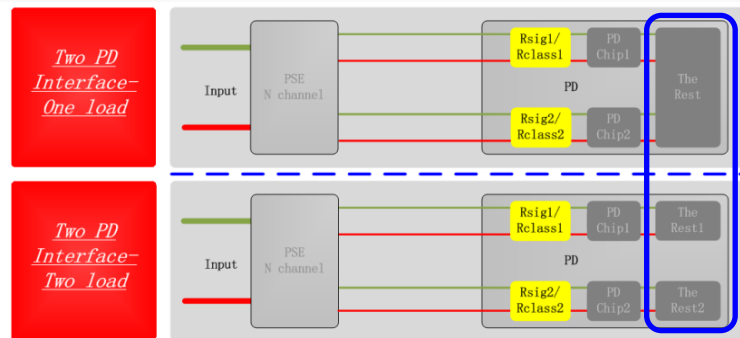 Two PD
Interface-
One load
Input
PSE
N channel
Rsig1/
Rclass1
PD
Chip1
The
Rest
PD
Rsig2/
Rclass2
PD
Chip2
Two PD
Interface-
Two load
Input
PSE
N channel
Rsig1/
Rclass1
PD
Chip1
The
Rest1
PD
Rsig2/
Rclass2
PD
Chip2
The
Rest2